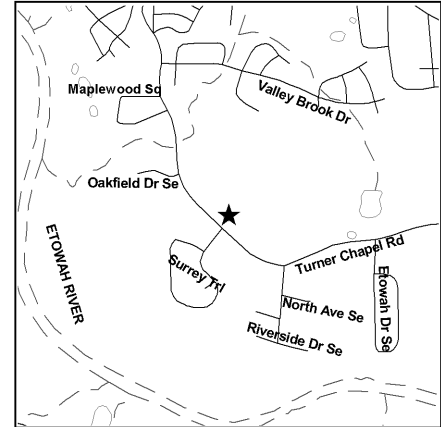 Maplewood Sq
Valley Brook Dr
Oakfield Dr Se
ETOWAH RIVER
Surrey Trl
Turner Chapel Rd
Etowah Dr Se
North Ave Se
Riverside Dr Se